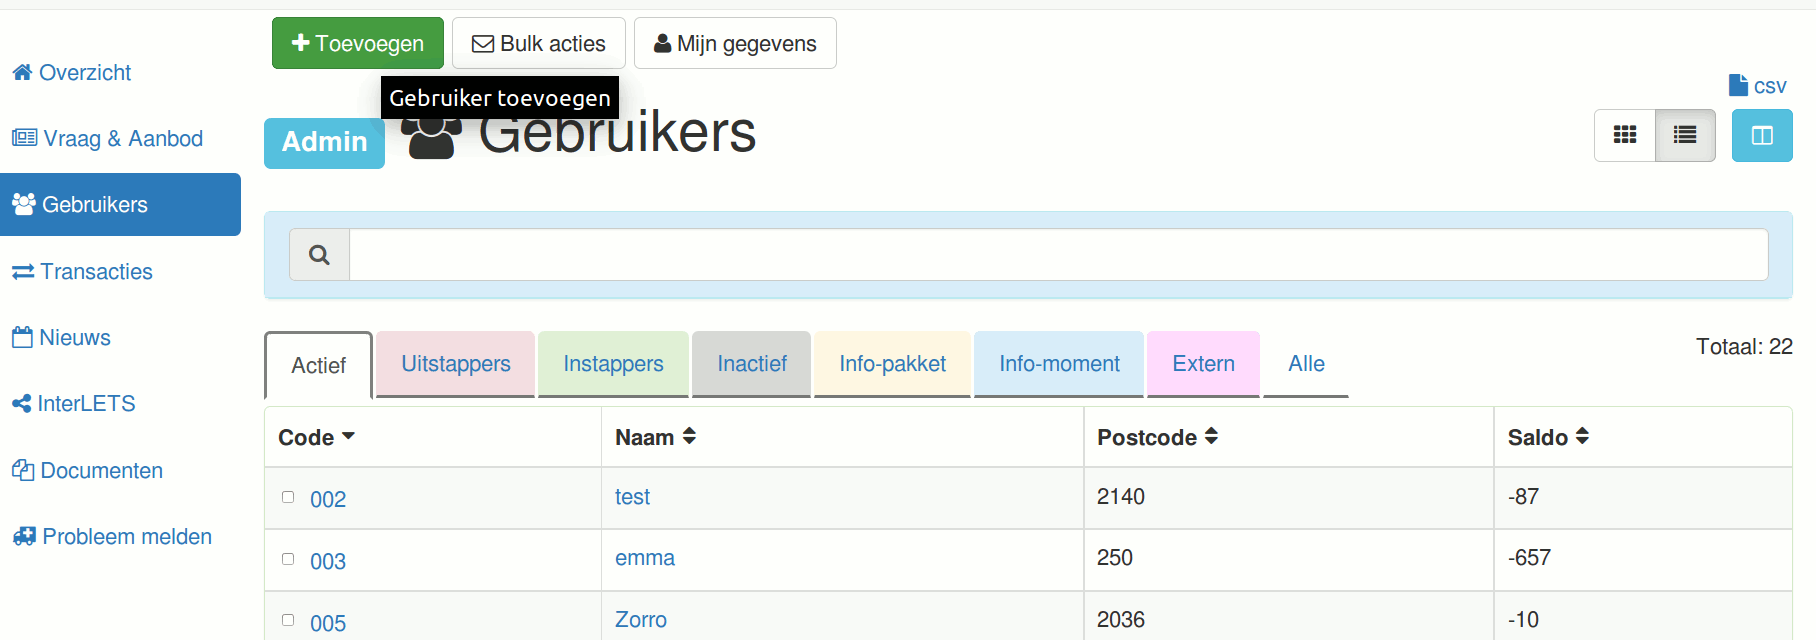 Toevoegen Bulk acties Mijn gegevens
Gebruiker toevoegen
csv
Admin Gebruikers
Overzicht
Vraag & Aanbod
Gebruikers
Transacties
Nieuws
InterLETS
Documenten
Probleem melden
Actief Uitstappers Instappers Inactief Info-pakket Info-moment Extern Alle
Totaal: 22
Code Naam Postcode Saldo
002 test 2140 -87
003 emma 250 -657
005 Zorro 2036 -10